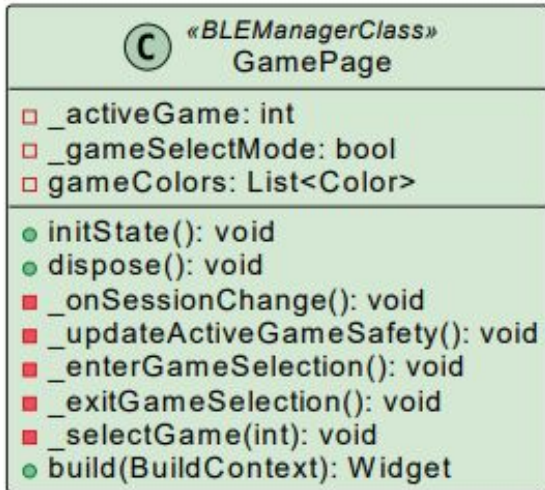 C
«BLEManagerClass»
GamePage
_activeGame: int
_gameSelectMode: bool
gameColors: List<Color>
initState(): void
dispose(): void
_onSessionChange(): void
_updateActiveGameSafety(): void
_enterGameSelection(): void
_exitGameSelection(): void
_selectGame(int): void
build(BuildContext): Widget